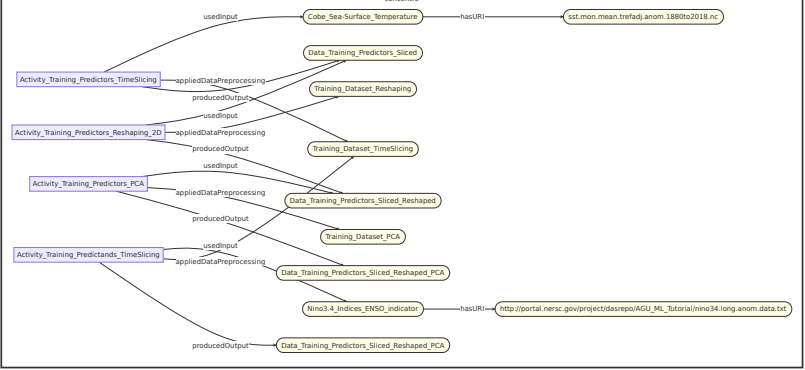 usedInput
Cobe_Sea-Surface_Temperature
hasURI
sst.mon.mean.trefadj.anom.1880to2018.nc
Data_Training_Predictors_Sliced
Activity_Training_Predictors_TimeSlicing
appliedDataPreprocessing
Training_Dataset_Reshaping
producedOutput
usedInput
Activity_Training_Predictors_Reshaping_2D
appliedDataPreprocessing
producedOutput
Training_Dataset_TimeSlicing
usedInput
Activity_Training_Predictors_PCA
appliedDataPreprocessing
Data_Training_Predictors_Sliced_Reshaped
producedOutput
Training_Dataset_PCA
usedInput
Activity_Training_Predictands_TimeSlicing
appliedDataPreprocessing
Data_Training_Predictors_Sliced_Reshaped_PCA
Nino3.4_Indices_ENSO_indicator
hasURI
http://portal.nersc.gov/project/dasrepo/AGU_ML_Tutorial/nino34.long.anom.data.txt
producedOutput
Data_Training_Predictors_Sliced_Reshaped_PCA